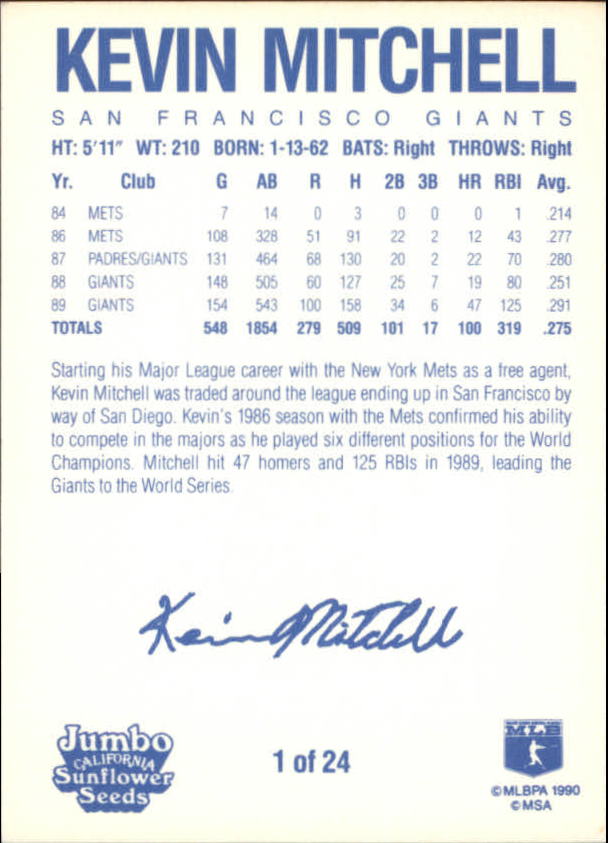 KEVIN MITCHELL
SAN FRANCISCO GIANTS
HT: 5'11" WT: 210 BORN: 1-13-62 BATS: Right THROWS: Right
Yr. Club G AB R H 2B 3B HR RBI Avg.
84 METS 7 14 0 3 0 0 0 1 .214
86 METS 108 328 51 91 22 2 12 43 .277
87 PADRES/GIANTS 131 464 68 130 20 2 22 70 .280
88 GIANTS 148 505 60 127 25 7 19 80 .251
89 GIANTS 154 543 100 158 34 6 47 125 .291
TOTALS 548 1854 279 509 101 17 100 319 .275
Starting his Major League career with the New York Mets as a free agent,
Kevin Mitchell was traded around the league ending up in San Francisco by
way of San Diego. Kevin's 1986 season with the Mets confirmed his ability
to compete in the majors as he played six different positions for the World
Champions. Mitchell hit 47 homers and 125 RBIs in 1989, leading the
Giants to the World Series.
Kevin Mitchell
Jumbo
CALIFORNIA
Sunflower
Seeds
1 of 24
MLB
©MLBPA 1990
©MSA